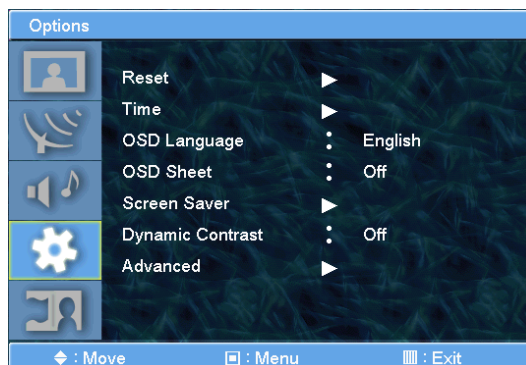 Options
Reset ►
Time ►
OSD Language : English
OSD Sheet : Off
Screen Saver ►
Dynamic Contrast : Off
Advanced ►
: Move : Menu : Exit